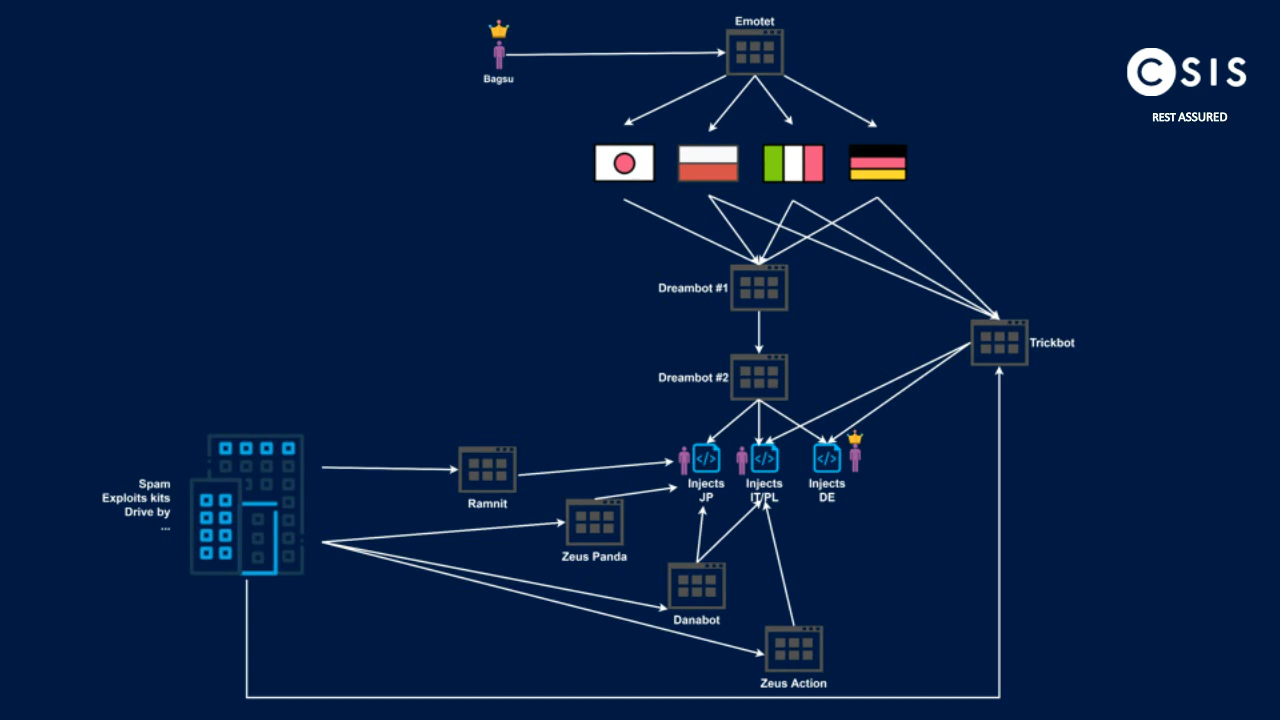 Emotet
Bagsu
CSIS
REST ASSURED
Dreambot #1
Trickbot
Dreambot #2
Spam
Exploits kits
Drive by
...
Ramnit
Injects
JP
Injects
IT/PL
Injects
DE
Zeus Panda
Danabot
Zeus Action